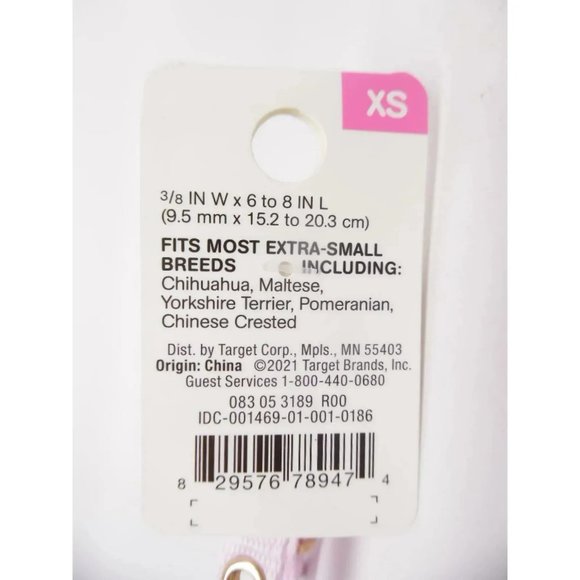 XS
3/8 IN W x 6 to 8 IN L
(9.5 mm x 15.2 to 20.3 cm)
FITS MOST EXTRA-SMALL
BREEDS INCLUDING:
Chihuahua, Maltese,
Yorkshire Terrier, Pomeranian,
Chinese Crested
Dist. by Target Corp., Mpls., MN 55403
Origin: China ©2021 Target Brands, Inc.
Guest Services 1-800-440-0680
083 05 3189 R00
IDC-001469-01-001-0186
8 29576 78947 4